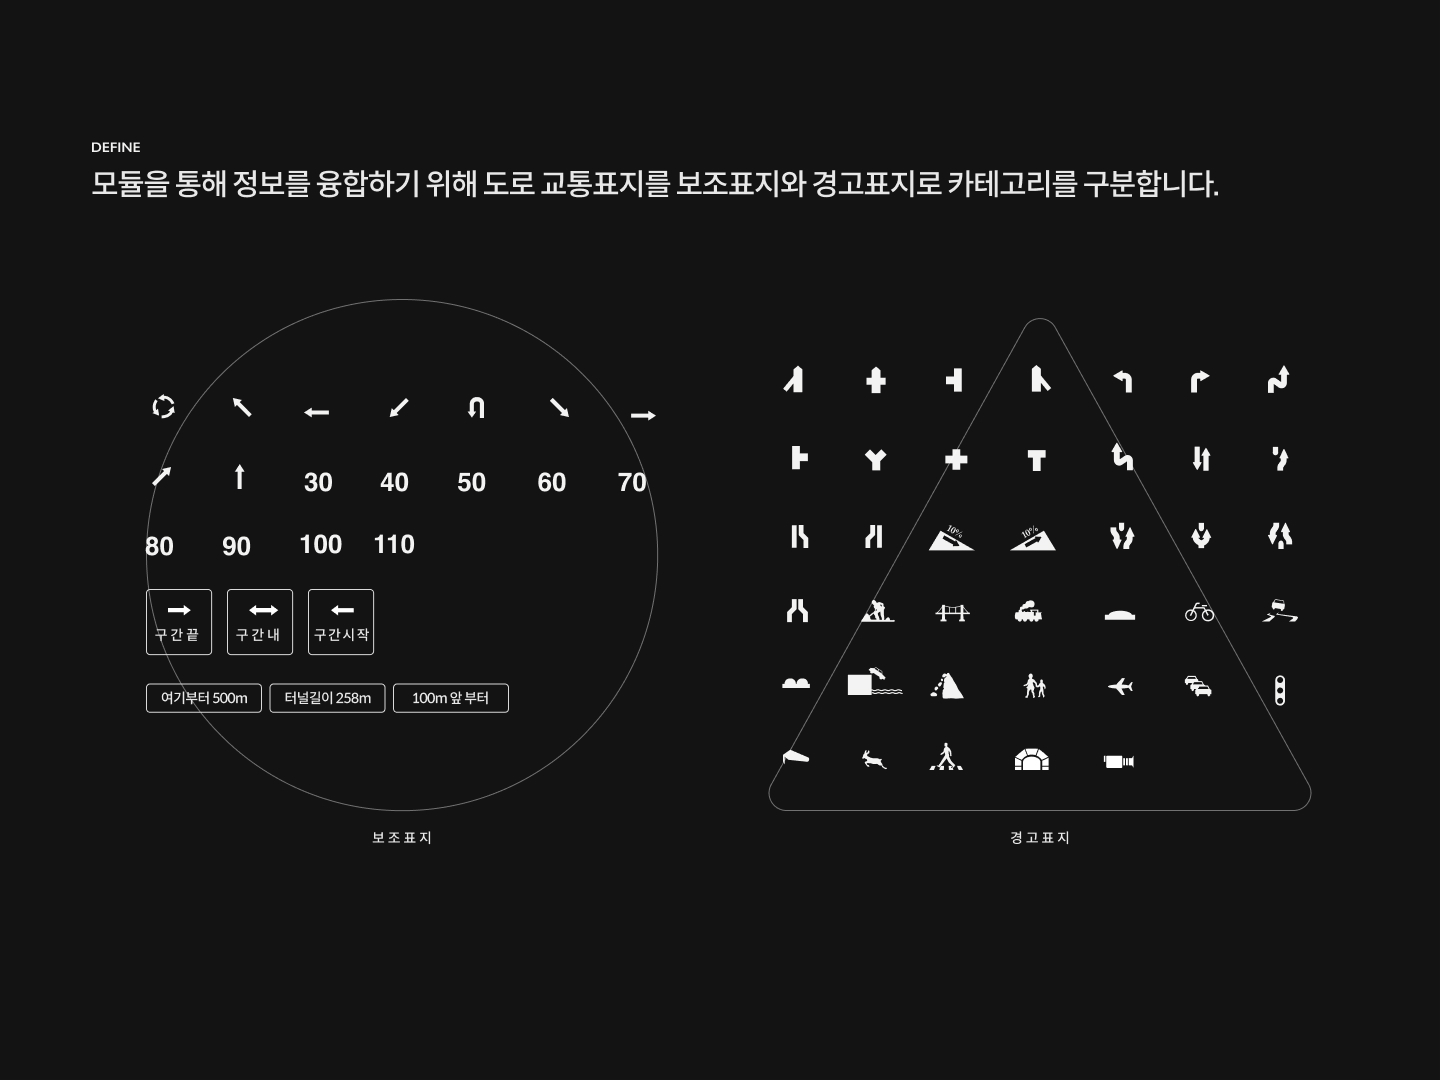 DEFINE
모듈을 통해 정보를 융합하기 위해 도로 교통표지를 보조표지와 경고표지로 카테고리를 구분합니다.
30 40 50 60 70
80 90 100 110
구간끝 구간내 구간시작
여기부터 500m 터널길이 258m 100m 앞 부터
보조표지
10% 10%
경고표지